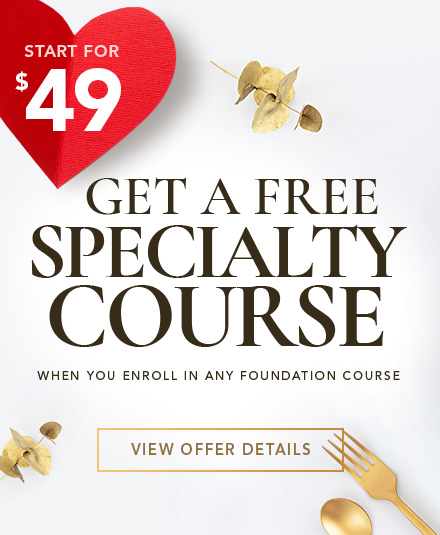 START FOR
$49
GET A FREE
SPECIALTY
COURSE
WHEN YOU ENROLL IN ANY FOUNDATION COURSE
VIEW OFFER DETAILS